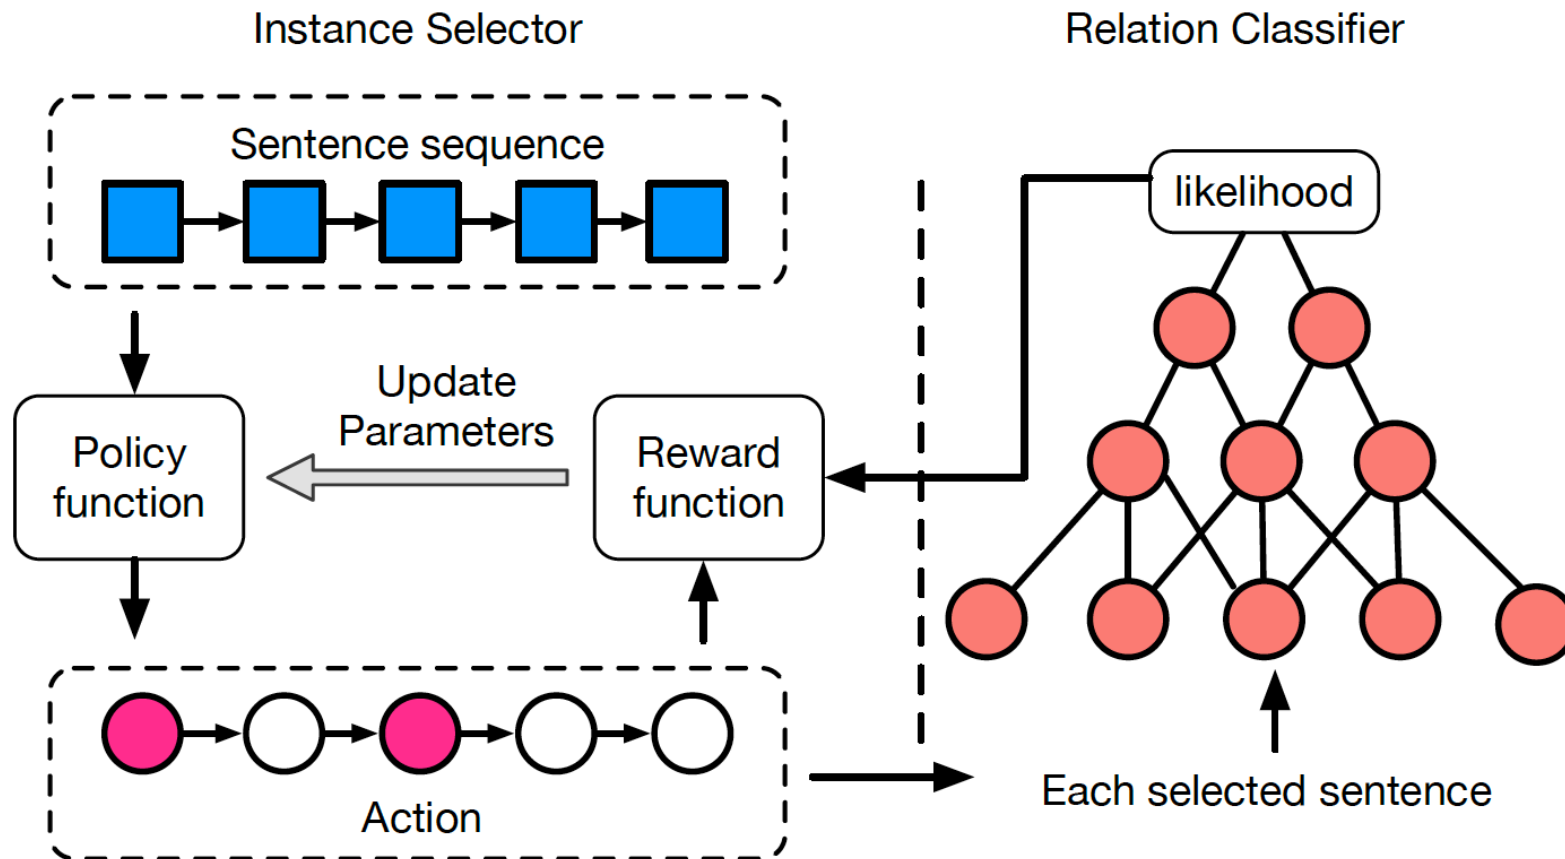 Instance Selector
Relation Classifier
Sentence sequence
likelihood
Update
Parameters
Policy
function
Reward
function
Each selected sentence
Action